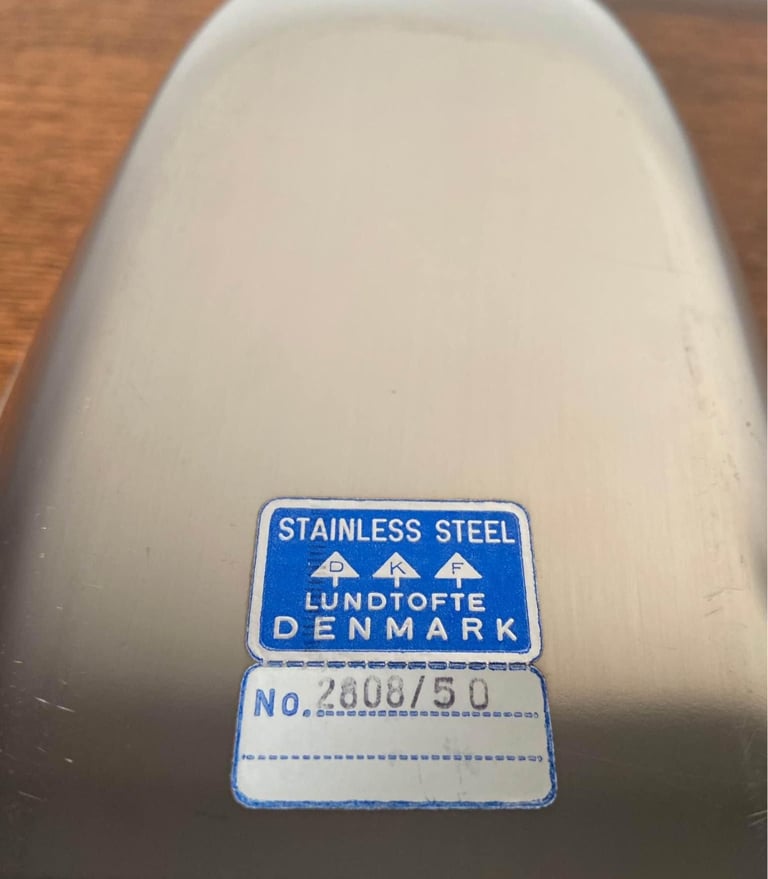 STAINLESS STEEL
D K F
LUNDTOFTE
DENMARK
No. 2808/50